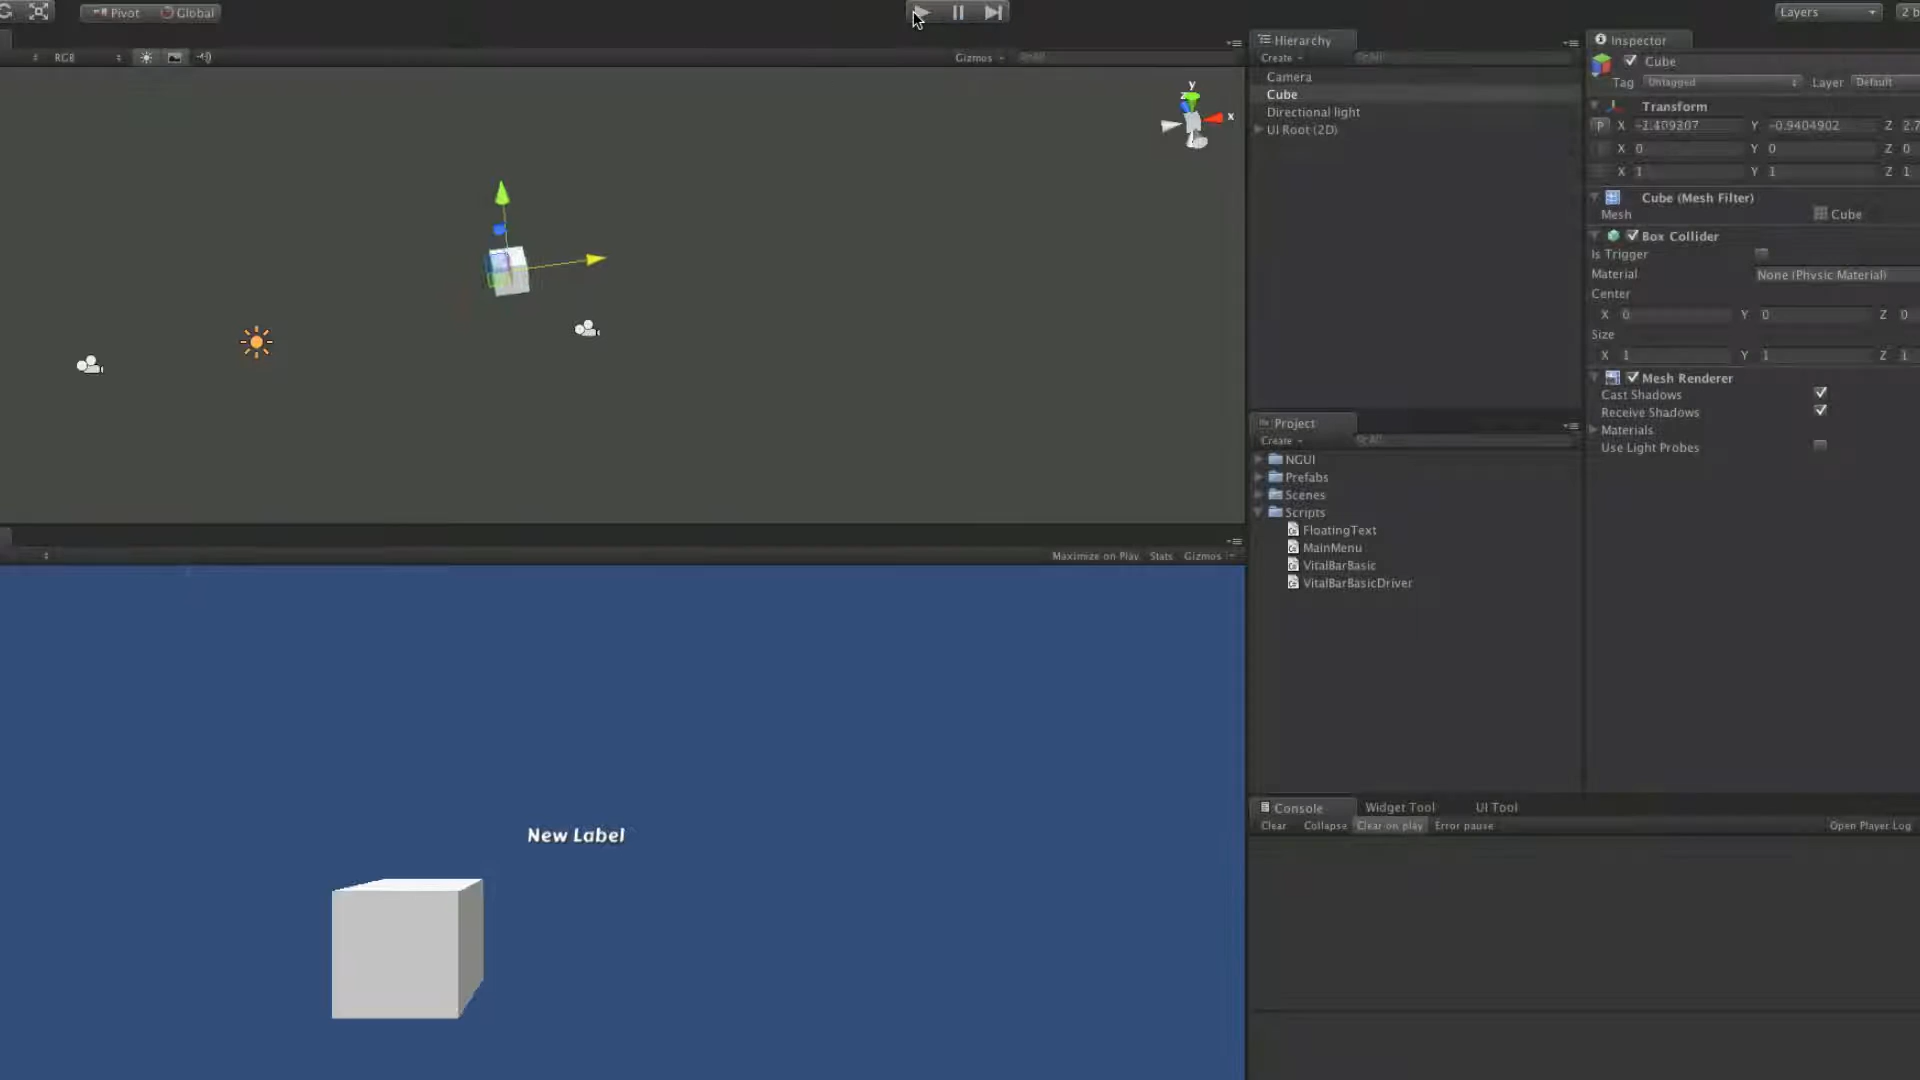 Pivot Global
Layers
2 b
RGB
Gizmos
Hierarchy
Create
Camera
Cube
Directional light
UI Root (2D)
Inspector
Cube
Tag Untagged Layer Default
Transform
P X -1.409207 Y -0.9404902 Z 2.7
X 0 Y 0 Z 0
X 1 Y 1 Z 1
Cube (Mesh Filter)
Mesh Cube
Box Collider
Is Trigger
Material None (Physic Material)
Center
X 0 Y 0 Z 0
Size
X 1 Y 1 Z 1
Mesh Renderer
Cast Shadows
Receive Shadows
Materials
Use Light Probes
Project
Create
NGUI
Prefabs
Scenes
Scripts
FloatingText
MainMenu
VitalBarBasic
VitalBarBasicDriver
Maximize on Play Stats Gizmos
New Label
Console Widget Tool UI Tool
Clear Collapse Clear on play Error pause Open Player Log
x
y
z